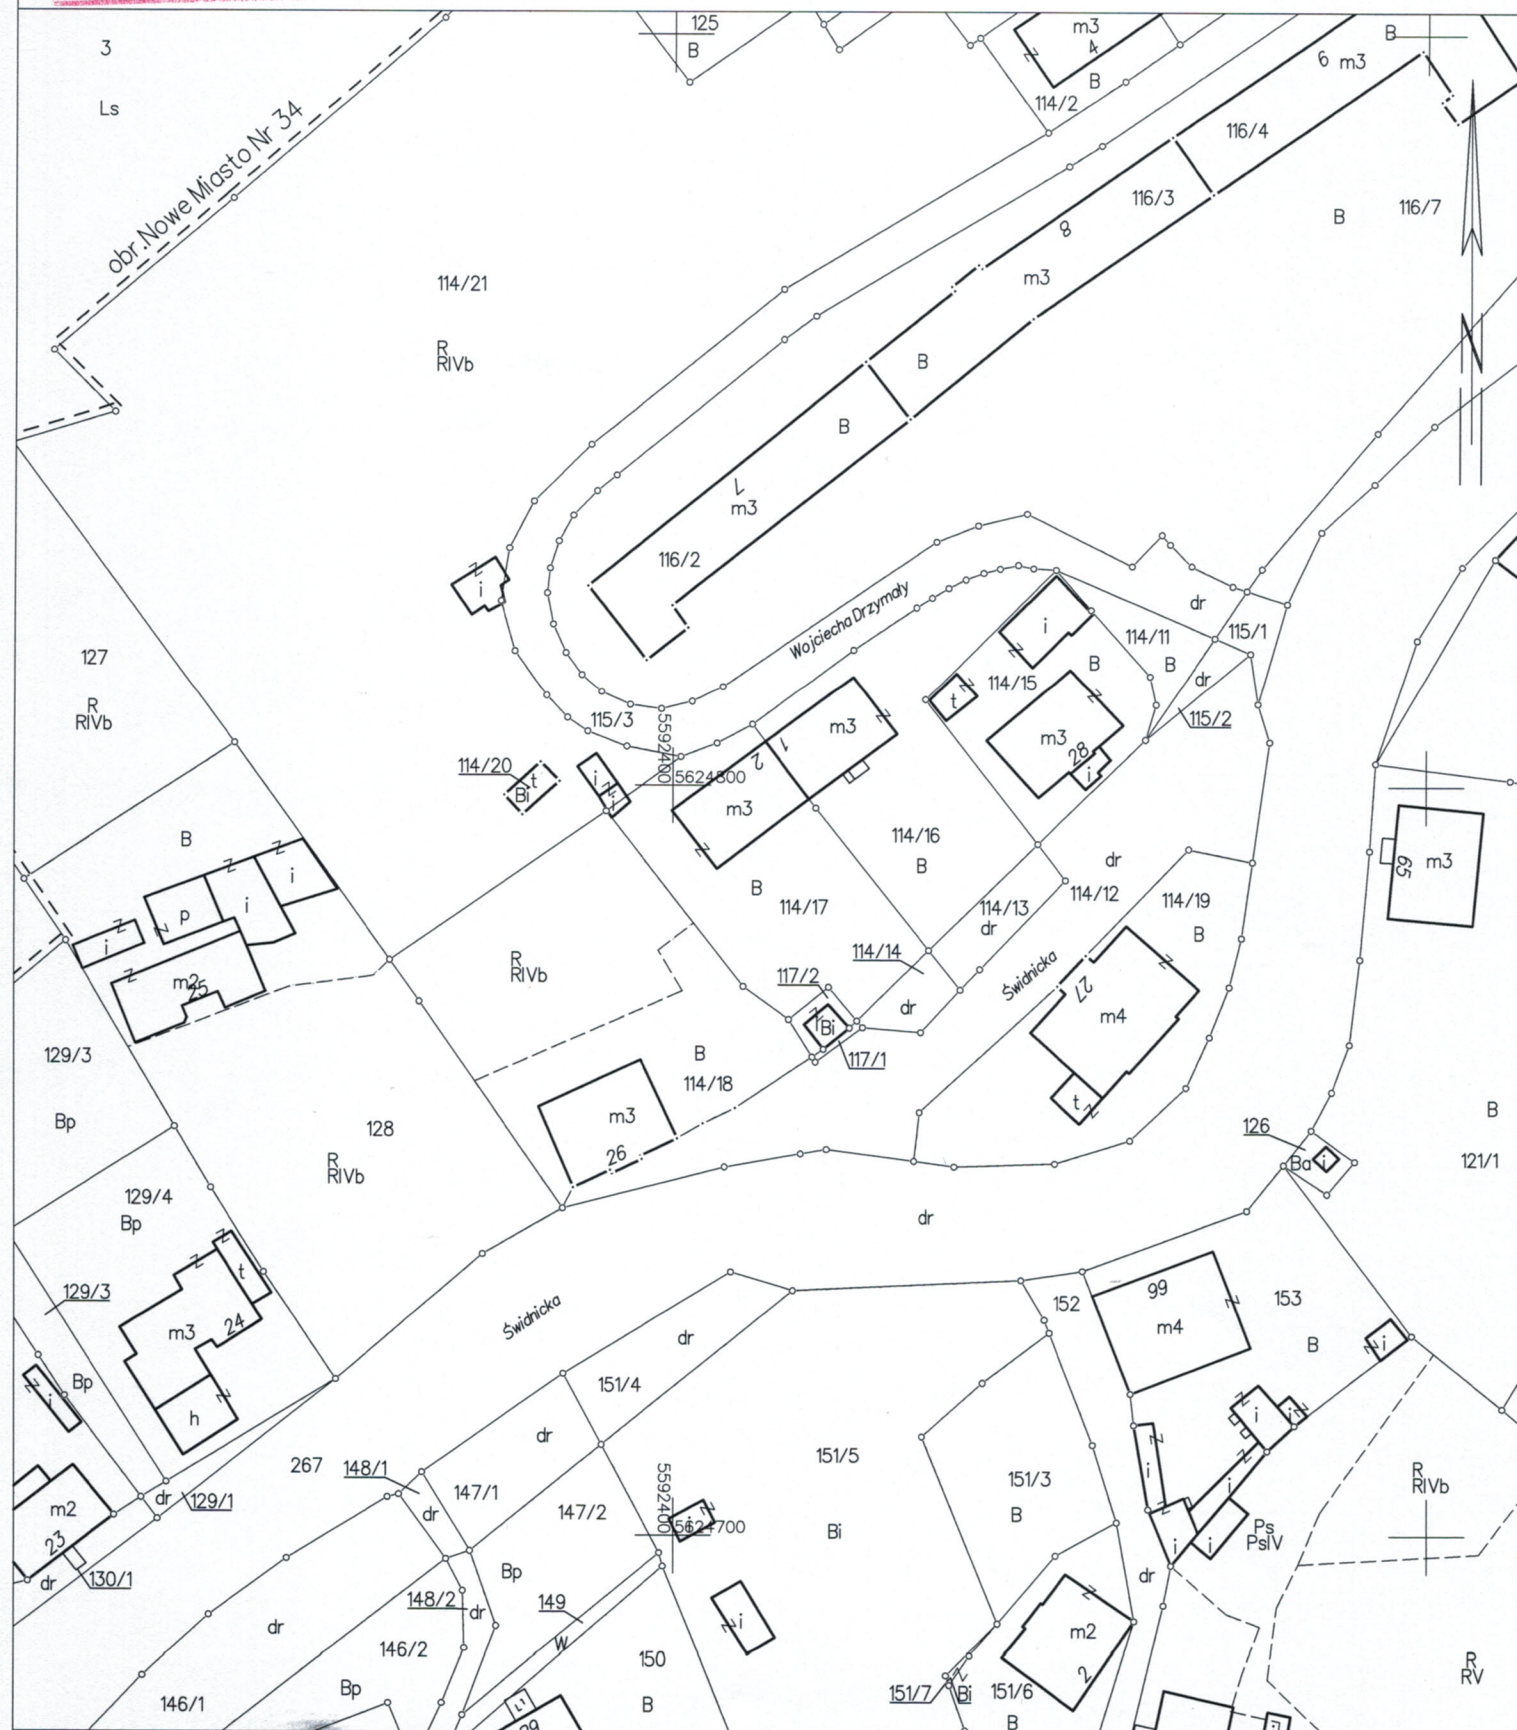 125
B
3
Ls
obr.Nowe Miasto Nr 34
m3
4
B
114/2
B
6
m3
116/4
116/3
8
m3
B
116/7
114/21
R
RIVb
B
B
7
m3
116/2
i
Wojciecha Drzymały
dr
115/1
i
114/11
B
B
dr
114/15
t
115/2
m3
28
i
127
R
RIVb
115/3
5592400
5624800
114/20
t
Bi
i
i
2
1
m3
m3
B
p
i
i
i
m2
25
114/16
B
B
114/17
dr
114/12
114/13
dr
114/19
B
65
m3
114/14
Świdnicka
R
RIVb
117/2
Bi
dr
27
m4
117/1
129/3
Bp
B
114/18
m3
26
t
128
R
RIVb
126
Ba
i
B
121/1
129/4
Bp
dr
t
129/3
m3
24
Świdnicka
152
99
m4
153
B
i
dr
151/4
Bp
i
h
dr
i
i
267
148/1
147/1
151/5
151/3
B
i
i
R
RIVb
129/1
dr
m2
23
dr
147/2
5592400
i
5624700
Bi
Ps
PsIV
i
i
130/1
dr
Bp
148/2
dr
149
W
dr
i
m2
2
dr
146/2
150
B
R
RV
146/1
Bp
151/7
Bi
151/6
B
L1
29
i